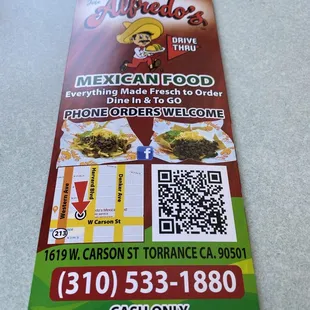 Alfredo's
DRIVE
THRU
MEXICAN FOOD
Everything Made Fresch to Order
Dine In & To GO
PHONE ORDERS WELCOME
f
Western Ave
Harvard Blvd
Denker Ave
W Carson St
213
1619 W. CARSON ST TORRANCE CA. 90501
(310) 533-1880
CASH ONLY